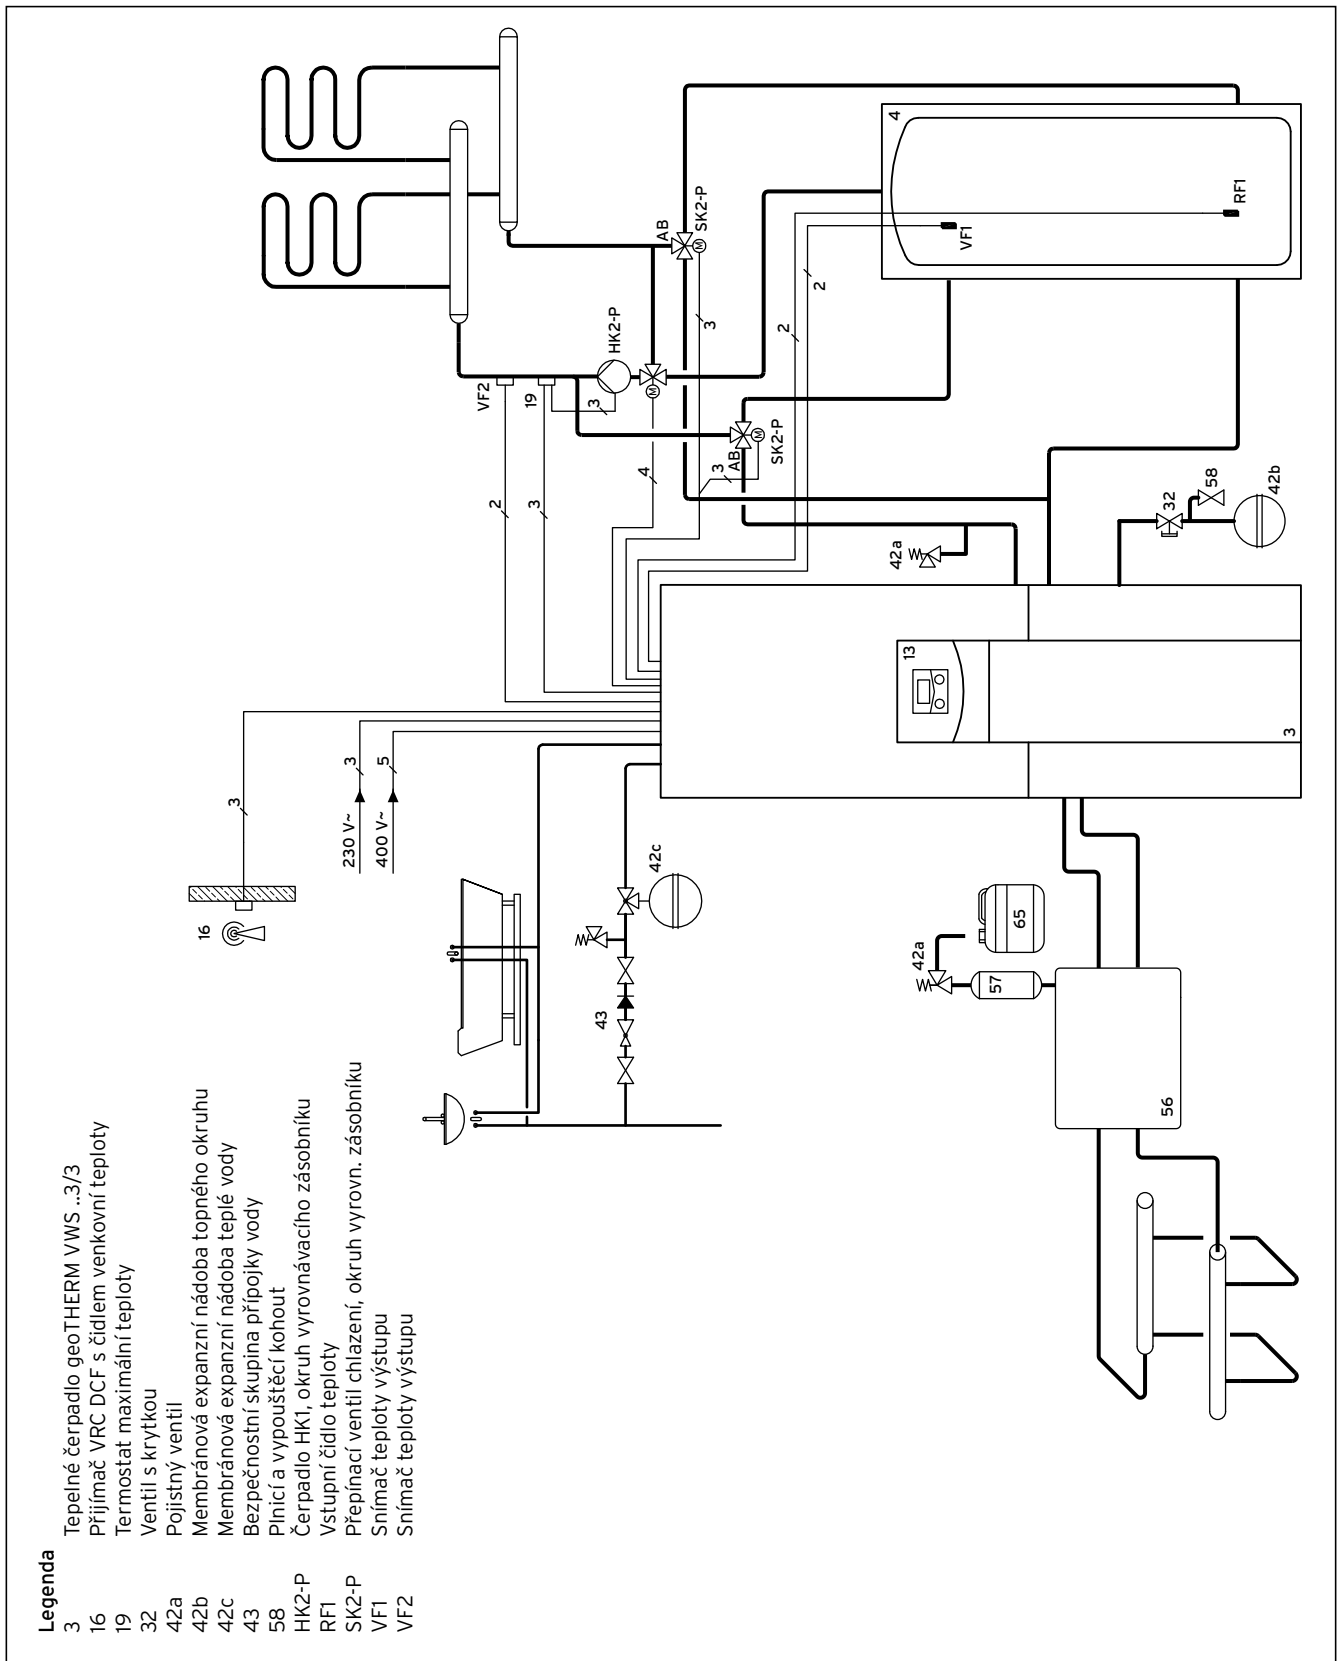 Legenda
3 Tepelné čerpadlo geoTHERM VWS ..3/3
16 Přijímač VRC DCF s čidlem venkovní teploty
19 Termostat maximální teploty
32 Ventil s krytkou
42a Pojistný ventil
42b Membránová expanzní nádoba topného okruhu
42c Membránová expanzní nádoba teplé vody
43 Bezpečnostní skupina přípojky vody
58 Plnicí a vypouštěcí kohout
HK2-P Čerpadlo HK1, okruh vyrovnávacího zásobníku
RF1 Vstupní čidlo teploty
SK2-P Přepínací ventil chlazení, okruh vyrovn. zásobníku
VF1 Snímač teploty výstupu
VF2 Snímač teploty výstupu
16
3
230 V~
3
400 V~
5
2
3
VF2
19
3
HK2-P
M
4
AB
M
SK2-P
3
AB
M
SK2-P
3
2
2
4
VF1
RF1
43
42c
42a
32
58
42b
13
3
42a
57
65
56